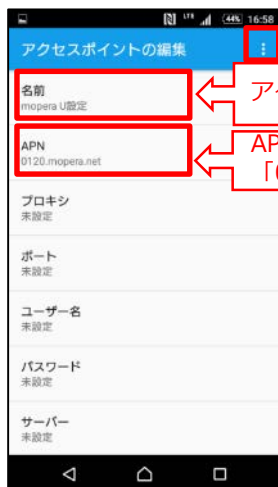 LTE 44% 16:58
アクセスポイントの編集
名前
mopera U設定
ア
APN
0120.mopera.net
AP
「
プロキシ
未設定
ポート
未設定
ユーザー名
未設定
パスワード
未設定
サーバー
未設定